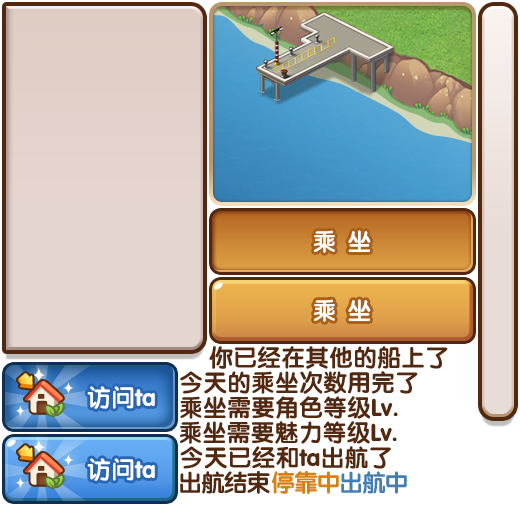 乘坐
乘坐
你已经在其他的船上了
今天的乘坐次数用完了
乘坐需要角色等级Lv.
乘坐需要魅力等级Lv.
今天已经和ta出航了
出航结束停靠中出航中
访问ta
访问ta